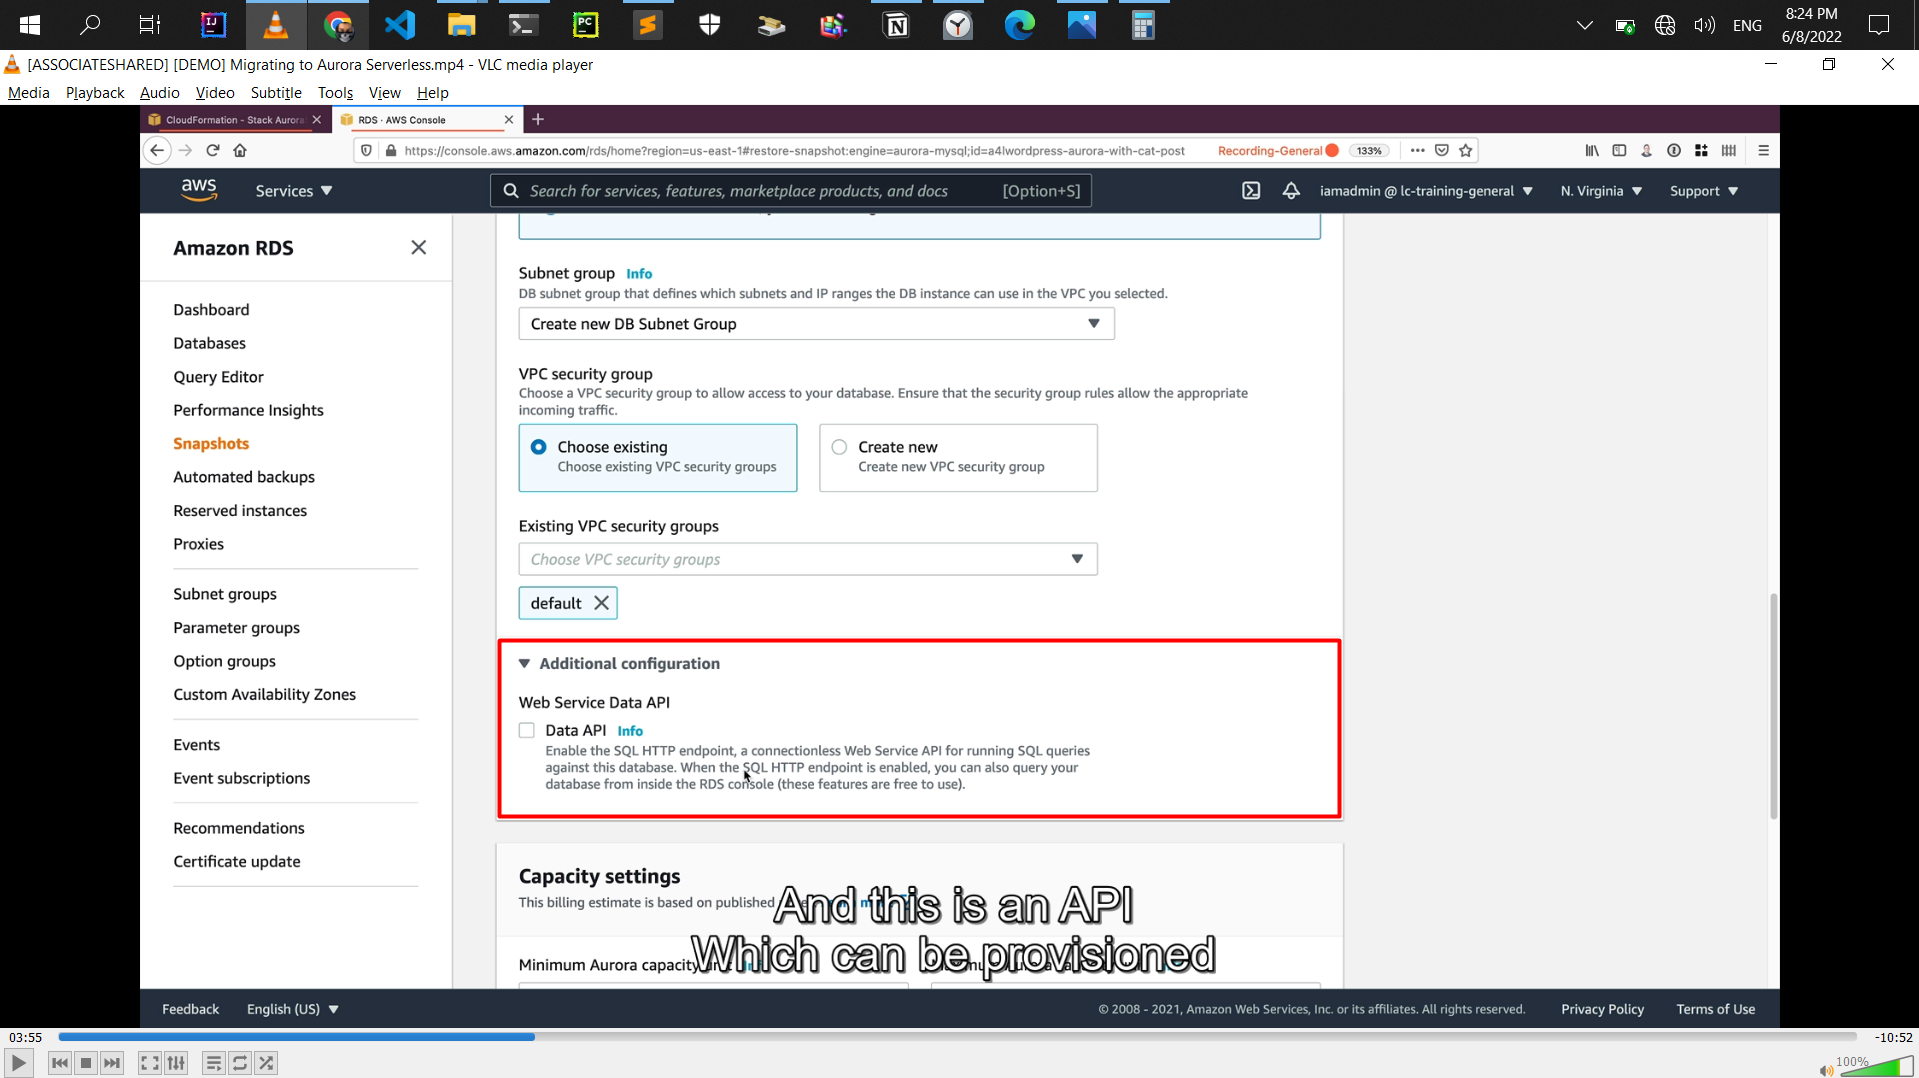 ENG
8:24 PM
6/8/2022
[ASSOCIATESHARED] [DEMO] Migrating to Aurora Serverless.mp4 - VLC media player
Media Playback Audio Video Subtitle Tools View Help
CloudFormation - Stack Aurora
RDS · AWS Console
https://console.aws.amazon.com/rds/home?region=us-east-1#restore-snapshot:engine=aurora-mysql;id=a4lwordpress-aurora-with-cat-post
Recording-General
133%
aws
Services
Search for services, features, marketplace products, and docs [Option+S]
iamadmin @ lc-training-general
N. Virginia
Support
Amazon RDS
Dashboard
Databases
Query Editor
Performance Insights
Snapshots
Automated backups
Reserved instances
Proxies
Subnet groups
Parameter groups
Option groups
Custom Availability Zones
Events
Event subscriptions
Recommendations
Certificate update
Subnet group Info
DB subnet group that defines which subnets and IP ranges the DB instance can use in the VPC you selected.
Create new DB Subnet Group
VPC security group
Choose a VPC security group to allow access to your database. Ensure that the security group rules allow the appropriate
incoming traffic.
Choose existing
Choose existing VPC security groups
Create new
Create new VPC security group
Existing VPC security groups
Choose VPC security groups
default
Additional configuration
Web Service Data API
Data API Info
Enable the SQL HTTP endpoint, a connectionless Web Service API for running SQL queries
against this database. When the SQL HTTP endpoint is enabled, you can also query your
database from inside the RDS console (these features are free to use).
Capacity settings
This billing estimate is based on published
Minimum Aurora capacity
And this is an API
Which can be provisioned
Feedback
English (US)
© 2008 - 2021, Amazon Web Services, Inc. or its affiliates. All rights reserved.
Privacy Policy
Terms of Use
03:55
-10:52
100%